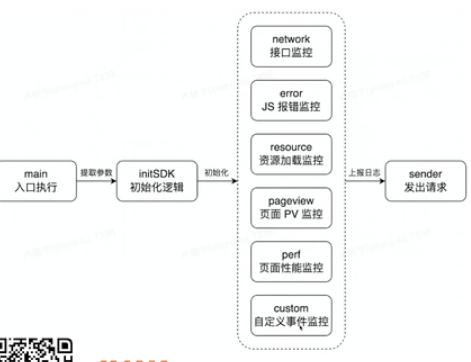 network
接口监控
error
JS 报错监控
resource
资源加载监控
main
入口执行
提取参数
initSDK
初始化逻辑
初始化
pageview
页面 PV 监控
上报日志
sender
发出请求
perf
页面性能监控
custom
自定义事件监控